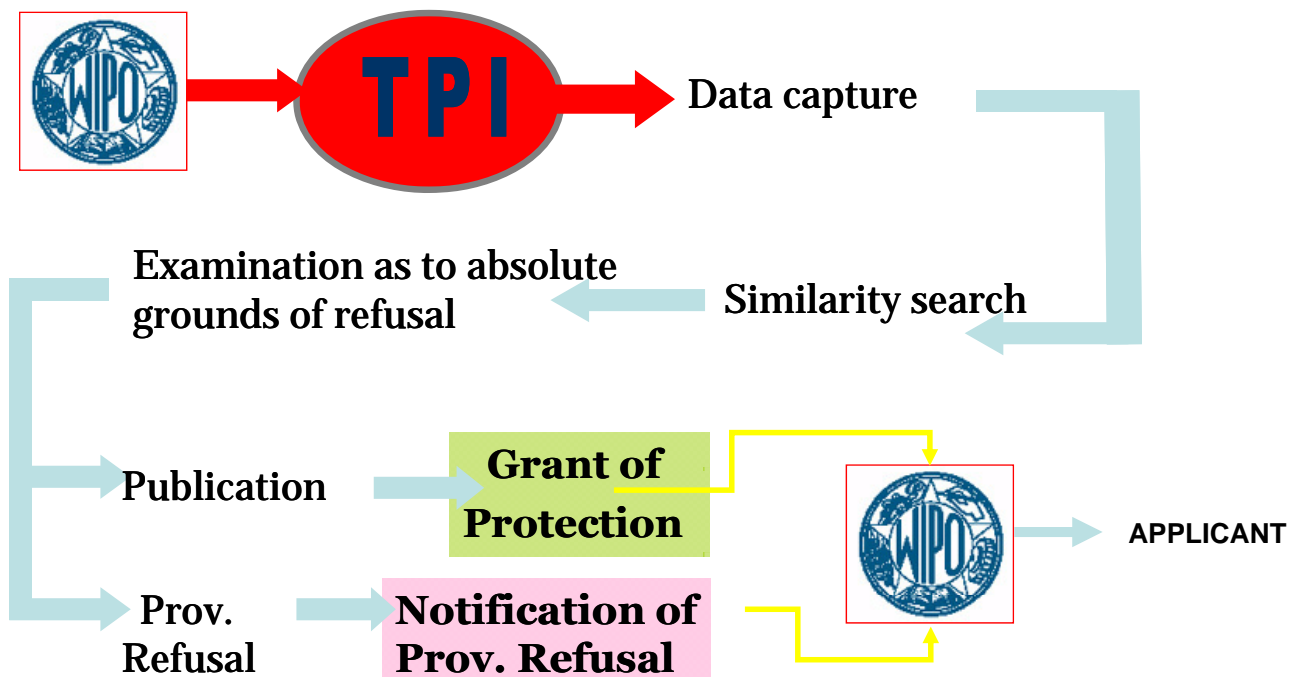 WIPO
TPI
Data capture
Examination as to absolute
grounds of refusal
Similarity search
Publication
Grant of
Protection
WIPO
APPLICANT
Prov.
Refusal
Notification of
Prov. Refusal